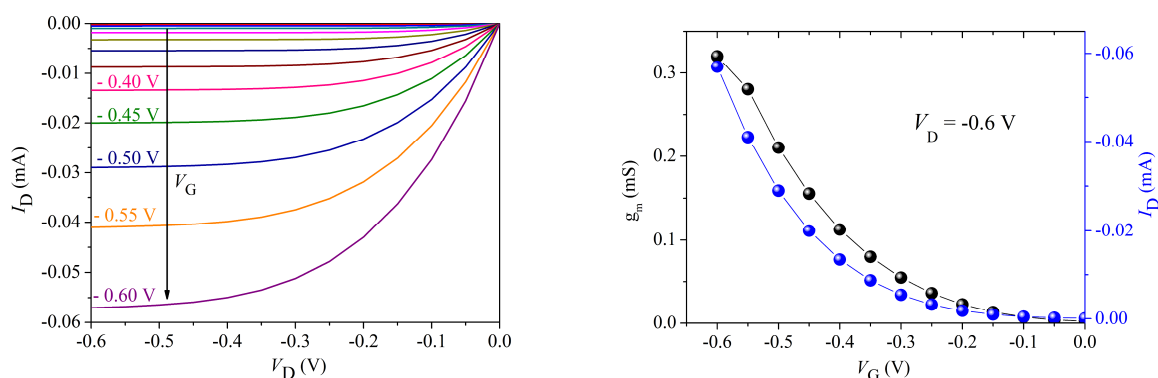 0.00
-0.01
-0.02
-0.03
-0.04
-0.05
-0.06
I_D (mA)
- 0.40 V
- 0.45 V
- 0.50 V
V_G
- 0.55 V
- 0.60 V
-0.6 -0.5 -0.4 -0.3 -0.2 -0.1 0.0
V_D (V)
0.3
0.2
0.1
0.0
g_m (mS)
V_D = -0.6 V
-0.06
-0.04
-0.02
0.00
I_D (mA)
-0.6 -0.5 -0.4 -0.3 -0.2 -0.1 0.0
V_G (V)